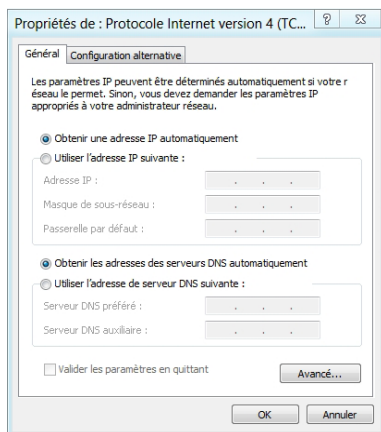 Propriétés de : Protocole Internet version 4 (TC...
Général
Configuration alternative
Les paramètres IP peuvent être déterminés automatiquement si votre r
éseau le permet. Sinon, vous devez demander les paramètres IP
appropriés à votre administrateur réseau.
Obtenir une adresse IP automatiquement
Utiliser l'adresse IP suivante :
Adresse IP :
Masque de sous-réseau :
Passerelle par défaut :
Obtenir les adresses des serveurs DNS automatiquement
Utiliser l'adresse de serveur DNS suivante :
Serveur DNS préféré :
Serveur DNS auxiliaire :
Valider les paramètres en quittant
Avancé...
OK
Annuler